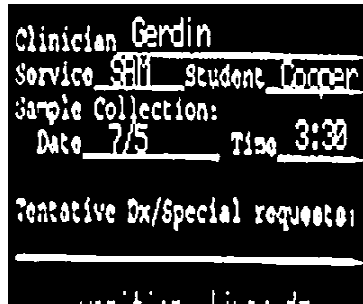 Clinician Gerdin
Service SAM Student Cooper
Sample Collection:
Date 7/5 Time 3:30
Tentative Dx/Special requests: